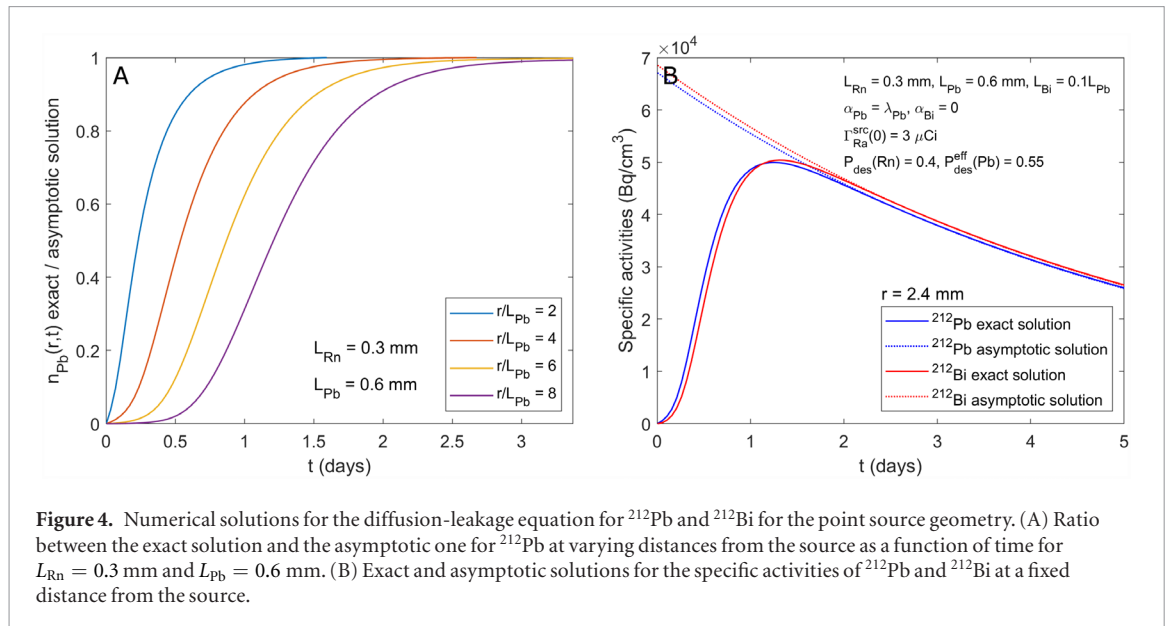 A
n_Pb(r,t) exact / asymptotic solution
1
0.8
0.6
0.4
0.2
0
L_Rn = 0.3 mm
L_Pb = 0.6 mm
r/L_Pb = 2
r/L_Pb = 4
r/L_Pb = 6
r/L_Pb = 8
0 0.5 1 1.5 2 2.5 3
t (days)
×10⁴
B
Specific activities (Bq/cm³)
7
6
5
4
3
2
1
0
L_Rn = 0.3 mm, L_Pb = 0.6 mm, L_Bi = 0.1L_Pb
α_Pb = λ_Pb, α_Bi = 0
Γ_Ra^src(0) = 3 μCi
P_des(Rn) = 0.4, P_des^eff(Pb) = 0.55
r = 2.4 mm
²¹²Pb exact solution
²¹²Pb asymptotic solution
²¹²Bi exact solution
²¹²Bi asymptotic solution
0 1 2 3 4 5
t (days)
Figure 4. Numerical solutions for the diffusion-leakage equation for ²¹²Pb and ²¹²Bi for the point source geometry. (A) Ratio
between the exact solution and the asymptotic one for ²¹²Pb at varying distances from the source as a function of time for
L_Rn = 0.3 mm and L_Pb = 0.6 mm. (B) Exact and asymptotic solutions for the specific activities of ²¹²Pb and ²¹²Bi at a fixed
distance from the source.